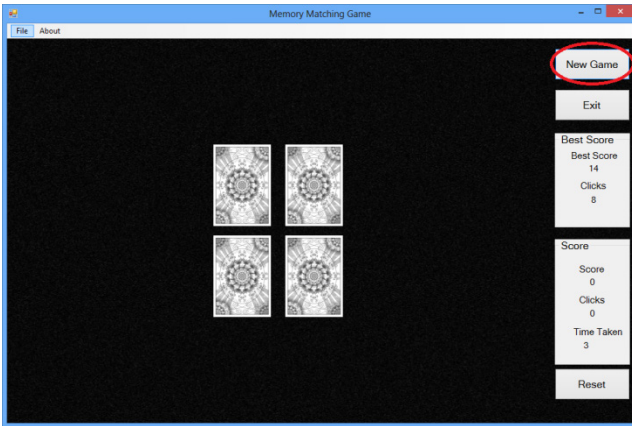 Memory Matching Game
File About
New Game
Exit
Best Score
Best Score
14
Clicks
8
Score
Score
0
Clicks
0
Time Taken
3
Reset